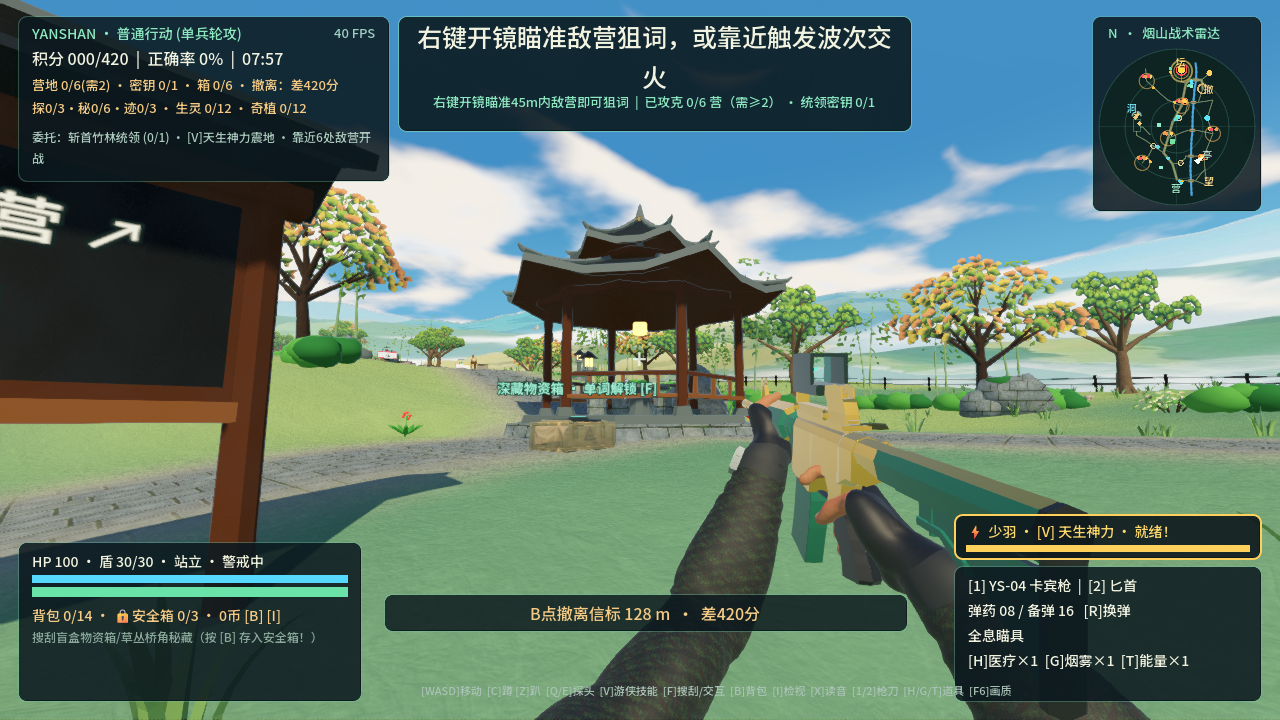 YANSHAN · 普通行动 (单兵轮攻) 40 FPS
积分 000/420 | 正确率 0% | 07:57
营地 0/6(需2) · 密钥 0/1 · 箱 0/6 · 撤离：差420分
探0/3·秘0/6·迹0/3 · 生灵 0/12 · 奇植 0/12
委托：斩首竹林统领 (0/1) · [V]天生神力震地 · 靠近6处敌营开
战
右键开镜瞄准敌营狙词，或靠近触发波次交
火
右键开镜瞄准45m内敌营即可狙词 | 已攻克 0/6 营（需≥2） · 统领密钥 0/1
N · 烟山战术雷达
坛
撤
洞
亭
营
望
营 ↗
深藏物资箱 · 单词解锁 [F]
少羽 · [V] 天生神力 · 就绪！
HP 100 · 盾 30/30 · 站立 · 警戒中
背包 0/14 · 安全箱 0/3 · 0币 [B] [I]
搜刮盲盒物资箱/草丛桥角秘藏（按 [B] 存入安全箱！）
B点撤离信标 128 m · 差420分
[1] YS-04 卡宾枪 | [2] 匕首
弹药 08 / 备弹 16 [R]换弹
全息瞄具
[H]医疗×1 [G]烟雾×1 [T]能量×1
[WASD]移动 [C]蹲 [Z]趴 [Q/E]探头 [V]游侠技能 [F]搜刮/交互 [B]背包 [I]检视 [X]读音 [1/2]枪刀 [H/G/T]道具 [F6]画质